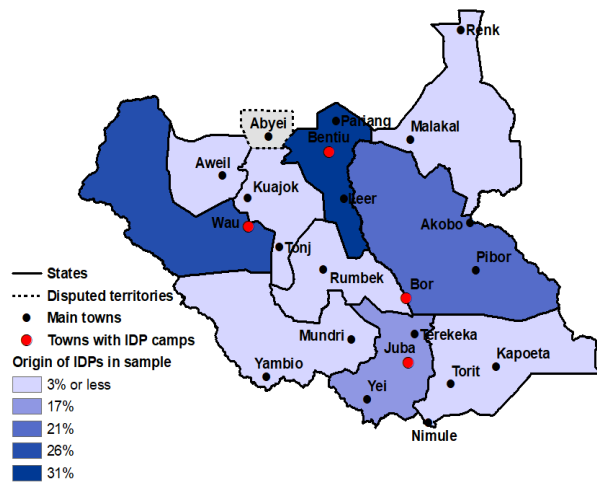 Renk
Pariang
Abyei
Malakal
Bentiu
Aweil
Kuajok
Leer
Akobo
Wau
Tonj
Pibor
Rumbek
Bor
States
Disputed territories
Main towns
Towns with IDP camps
Origin of IDPs in sample
3% or less
17%
21%
26%
31%
Mundri
Terekeka
Juba
Kapoeta
Yambio
Torit
Yei
Nimule